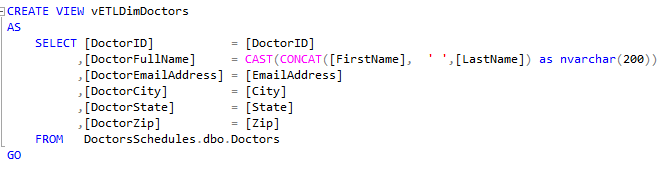 CREATE VIEW vETLDimDoctors
AS
SELECT [DoctorID] = [DoctorID]
,[DoctorFullName] = CAST(CONCAT([FirstName], ' ',[LastName]) as nvarchar(200))
,[DoctorEmailAddress] = [EmailAddress]
,[DoctorCity] = [City]
,[DoctorState] = [State]
,[DoctorZip] = [Zip]
FROM DoctorsSchedules.dbo.Doctors
GO